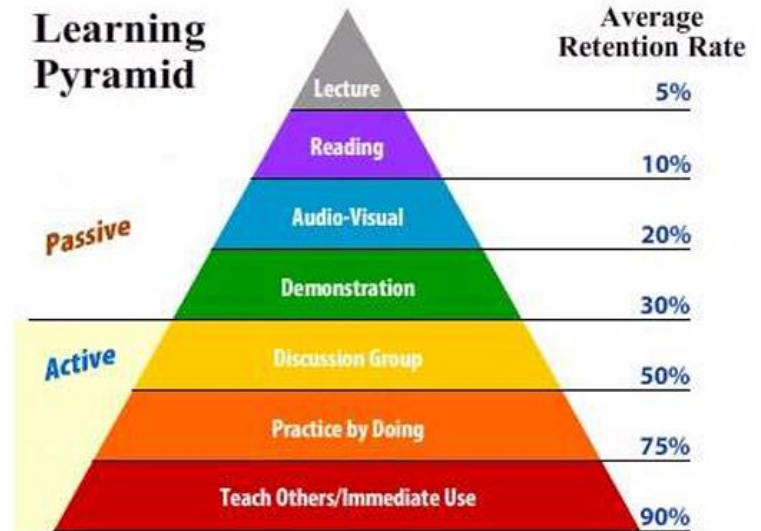 Learning
Pyramid
Average
Retention Rate
Lecture
5%
Reading
10%
Audio-Visual
20%
Passive
Demonstration
30%
Active
Discussion Group
50%
Practice by Doing
75%
Teach Others/Immediate Use
90%